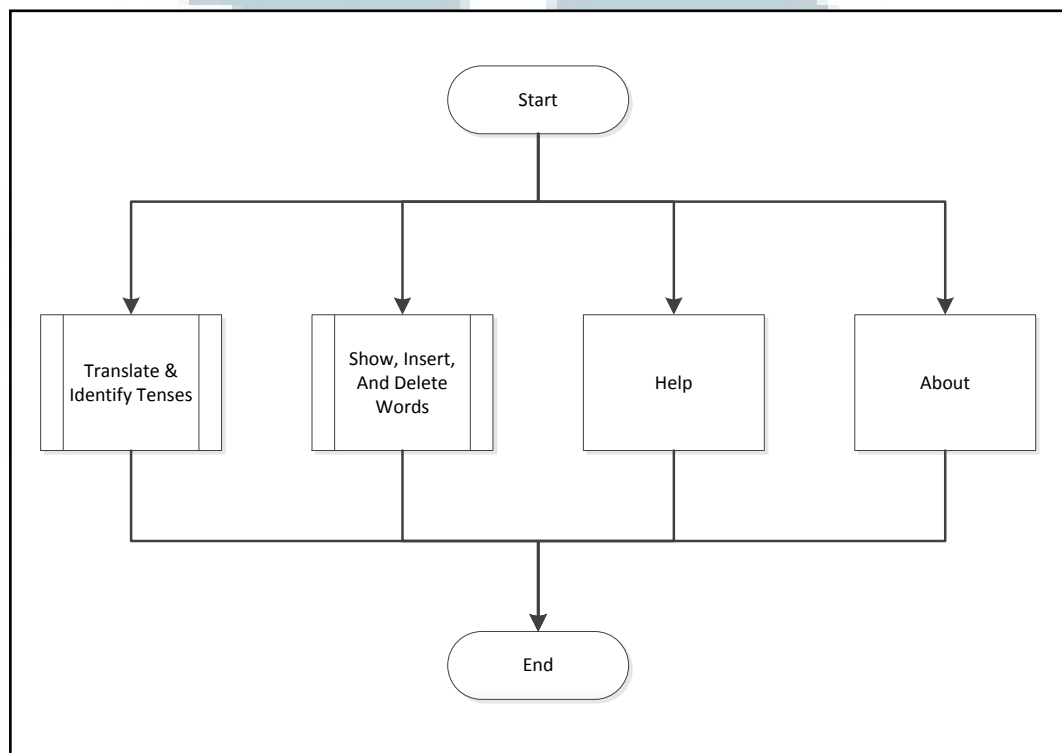 Start
Translate &
Identify Tenses
Show, Insert,
And Delete
Words
Help
About
End